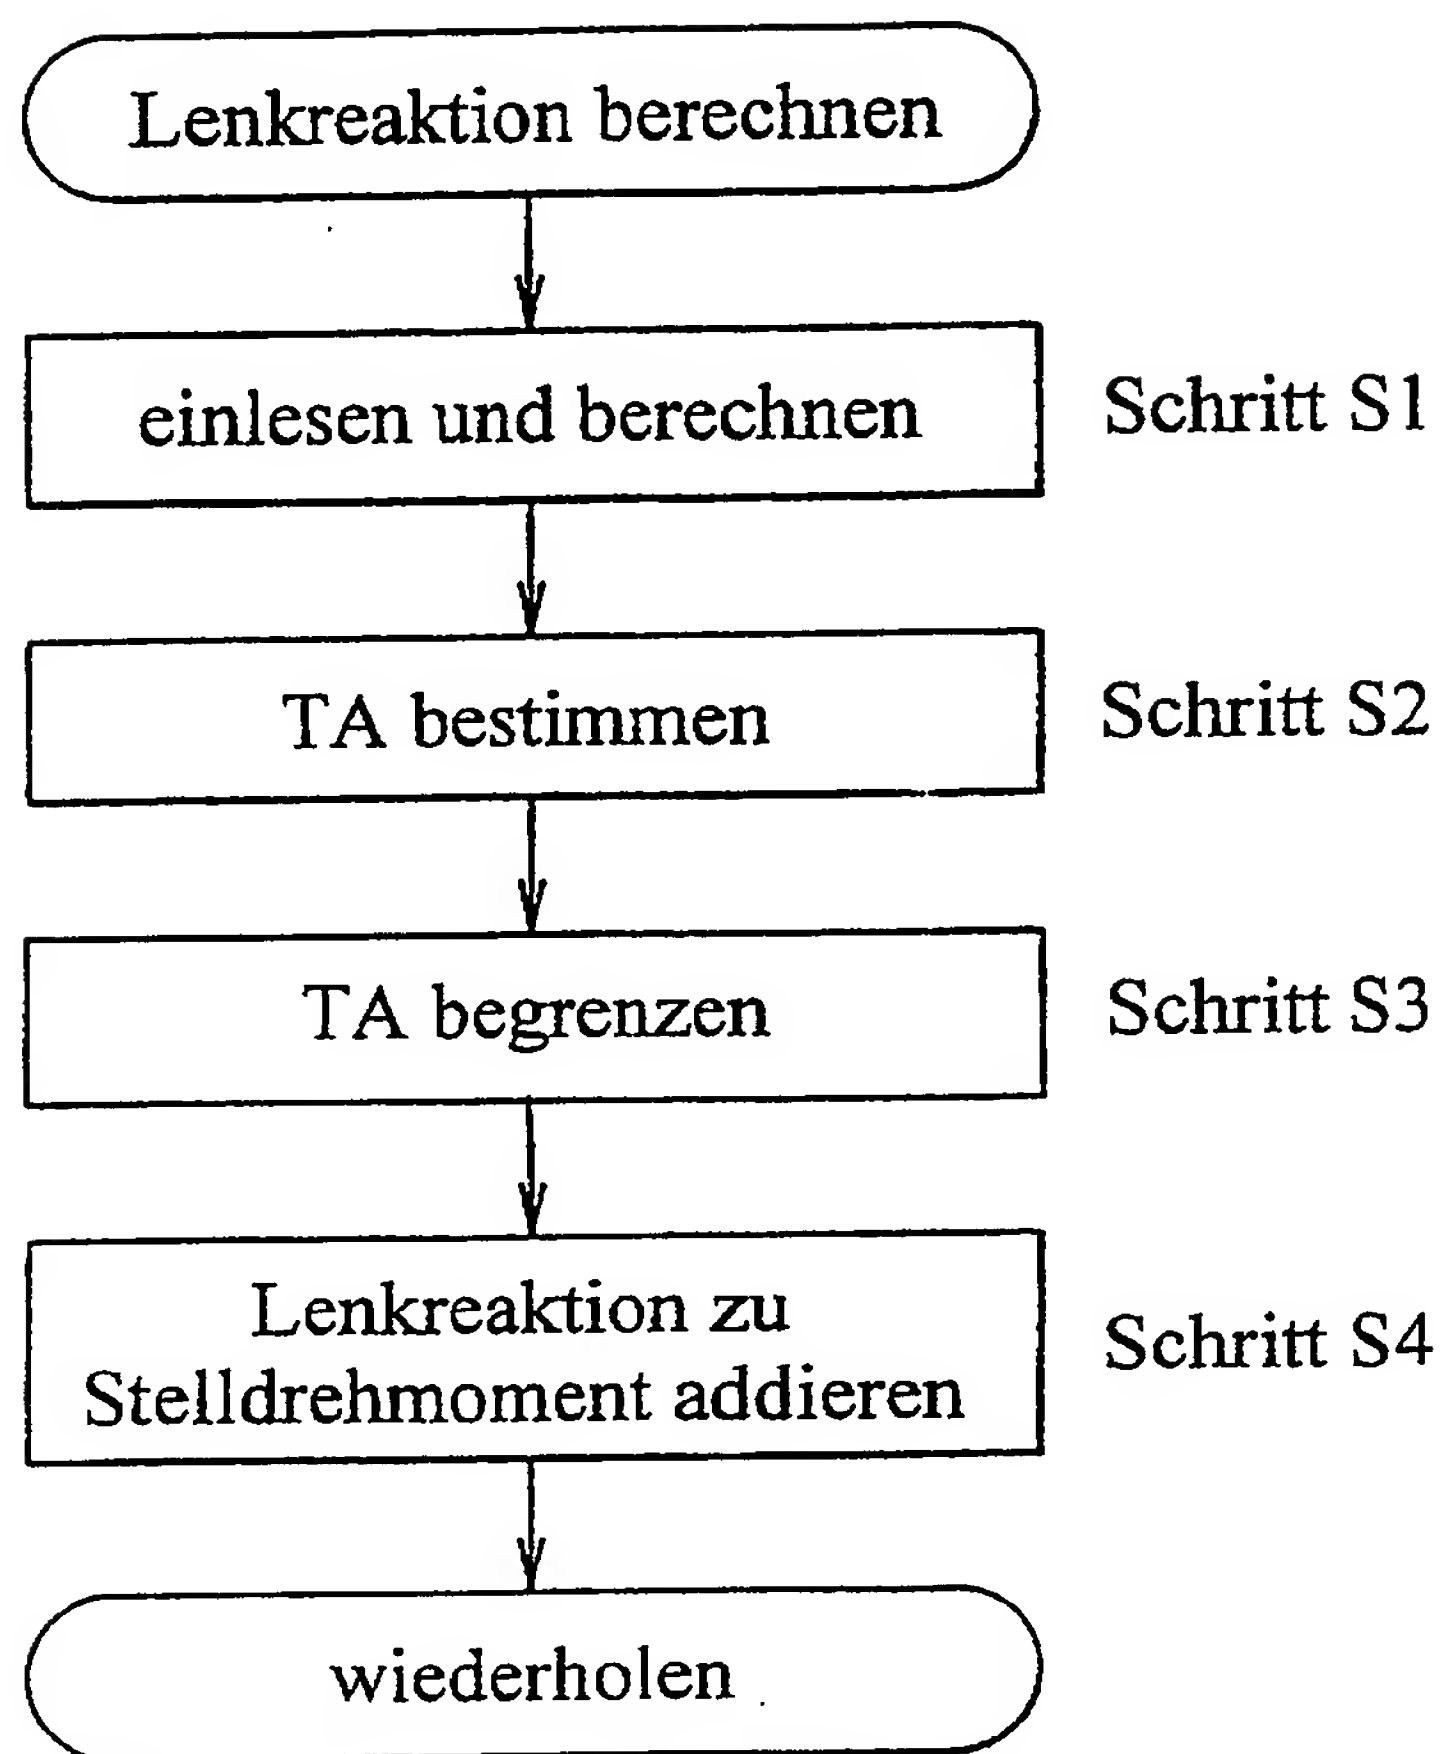 Lenkreaktion berechnen
einlesen und berechnen
Schritt S1
TA bestimmen
Schritt S2
TA begrenzen
Schritt S3
Lenkreaktion zu
Stelldrehmoment addieren
Schritt S4
wiederholen